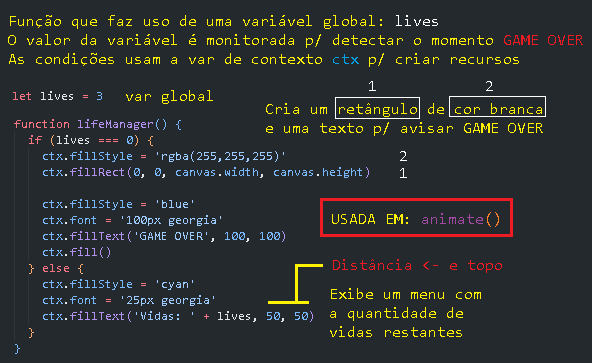 Função que faz uso de uma variável global: lives
O valor da variável é monitorada p/ detectar o momento GAME OVER
As condições usam a var de contexto ctx p/ criar recursos
1 2
let lives = 3 var global
Cria um retângulo de cor branca
e uma texto p/ avisar GAME OVER
function lifeManager() {
if (lives === 0) {
ctx.fillStyle = 'rgba(255,255,255)' 2
ctx.fillRect(0, 0, canvas.width, canvas.height) 1
ctx.fillStyle = 'blue'
ctx.font = '100px georgia'
USADA EM: animate()
ctx.fillText('GAME OVER', 100, 100)
ctx.fill()
} else {
Distância <- e topo
ctx.fillStyle = 'cyan'
ctx.font = '25px georgia'
ctx.fillText('Vidas: ' + lives, 50, 50)
Exibe um menu com
a quantidade de
vidas restantes
}
}